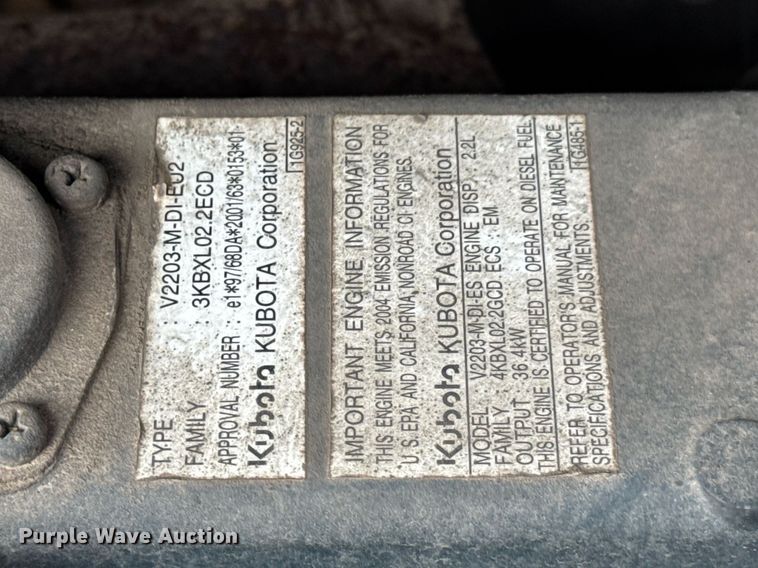 TYPE : V2203-M-DI-EU2
FAMILY : 3KBXL02.2ECD
APPROVAL NUMBER : e1*97/68DA*2001/63*0153*01
Kubota KUBOTA Corporation
1G925-2
IMPORTANT ENGINE INFORMATION
THIS ENGINE MEETS 2004 EMISSION REGULATIONS FOR
U.S EPA AND CALIFORNIA NONROAD CI ENGINES.
Kubota KUBOTA Corporation
MODEL : V2203-M-DI-ES ENGINE DISP. : 2.2L
FAMILY : 4KBXL02.2GCD ECS : EM
OUTPUT : 36.4kW
THIS ENGINE IS CERTIFIED TO OPERATE ON DIESEL FUEL
REFER TO OPERATOR'S MANUAL FOR MAINTENANCE
SPECIFICATIONS AND ADJUSTMENTS.
1G485-1
Purple Wave Auction